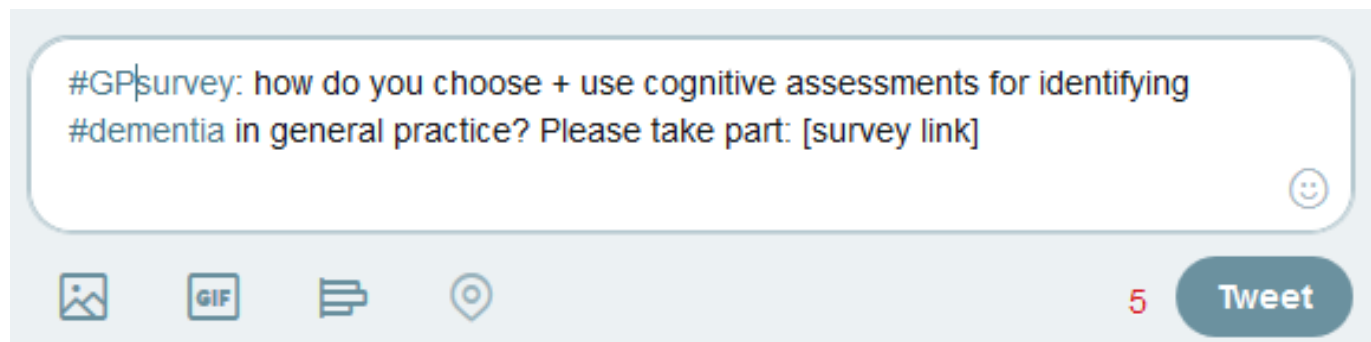 #GPsurvey: how do you choose + use cognitive assessments for identifying
#dementia in general practice? Please take part: [survey link]
GIF
5
Tweet